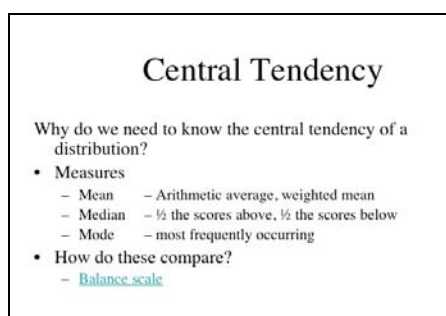 Central Tendency
Why do we need to know the central tendency of a
distribution?
• Measures
– Mean – Arithmetic average, weighted mean
– Median – ½ the scores above, ½ the scores below
– Mode – most frequently occurring
• How do these compare?
– Balance scale